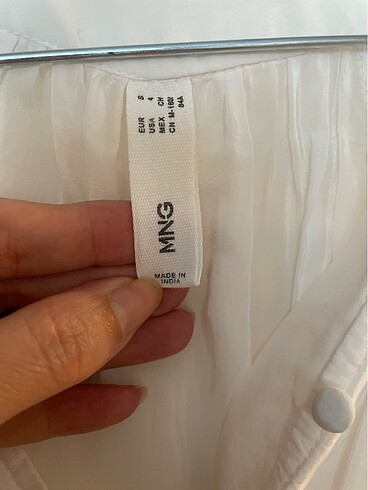 EUR S
USA 4
MEX CH
CN M-160/
84A
MNG
MADE IN
INDIA